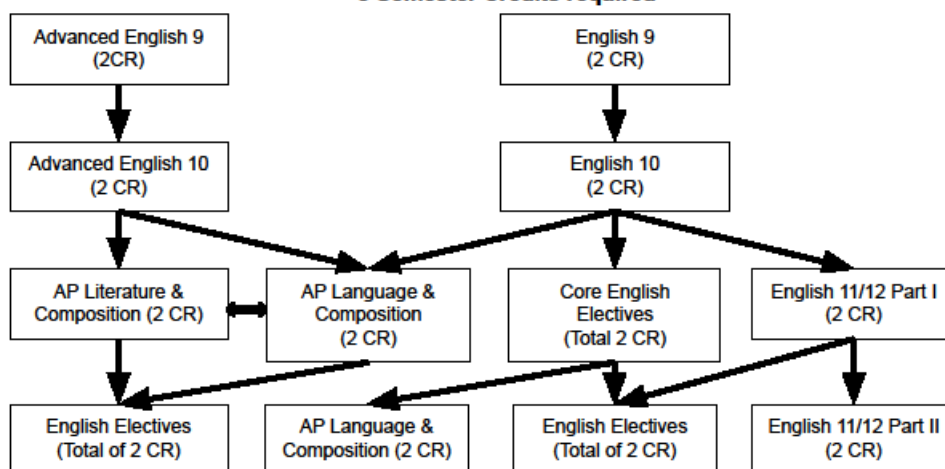 Advanced English 9
(2CR)
English 9
(2 CR)
Advanced English 10
(2 CR)
English 10
(2 CR)
AP Literature &
Composition (2 CR)
AP Language &
Composition
(2 CR)
Core English
Electives
(Total 2 CR)
English 11/12 Part I
(2 CR)
English Electives
(Total of 2 CR)
AP Language &
Composition (2 CR)
English Electives
(Total of 2 CR)
English 11/12 Part II
(2 CR)